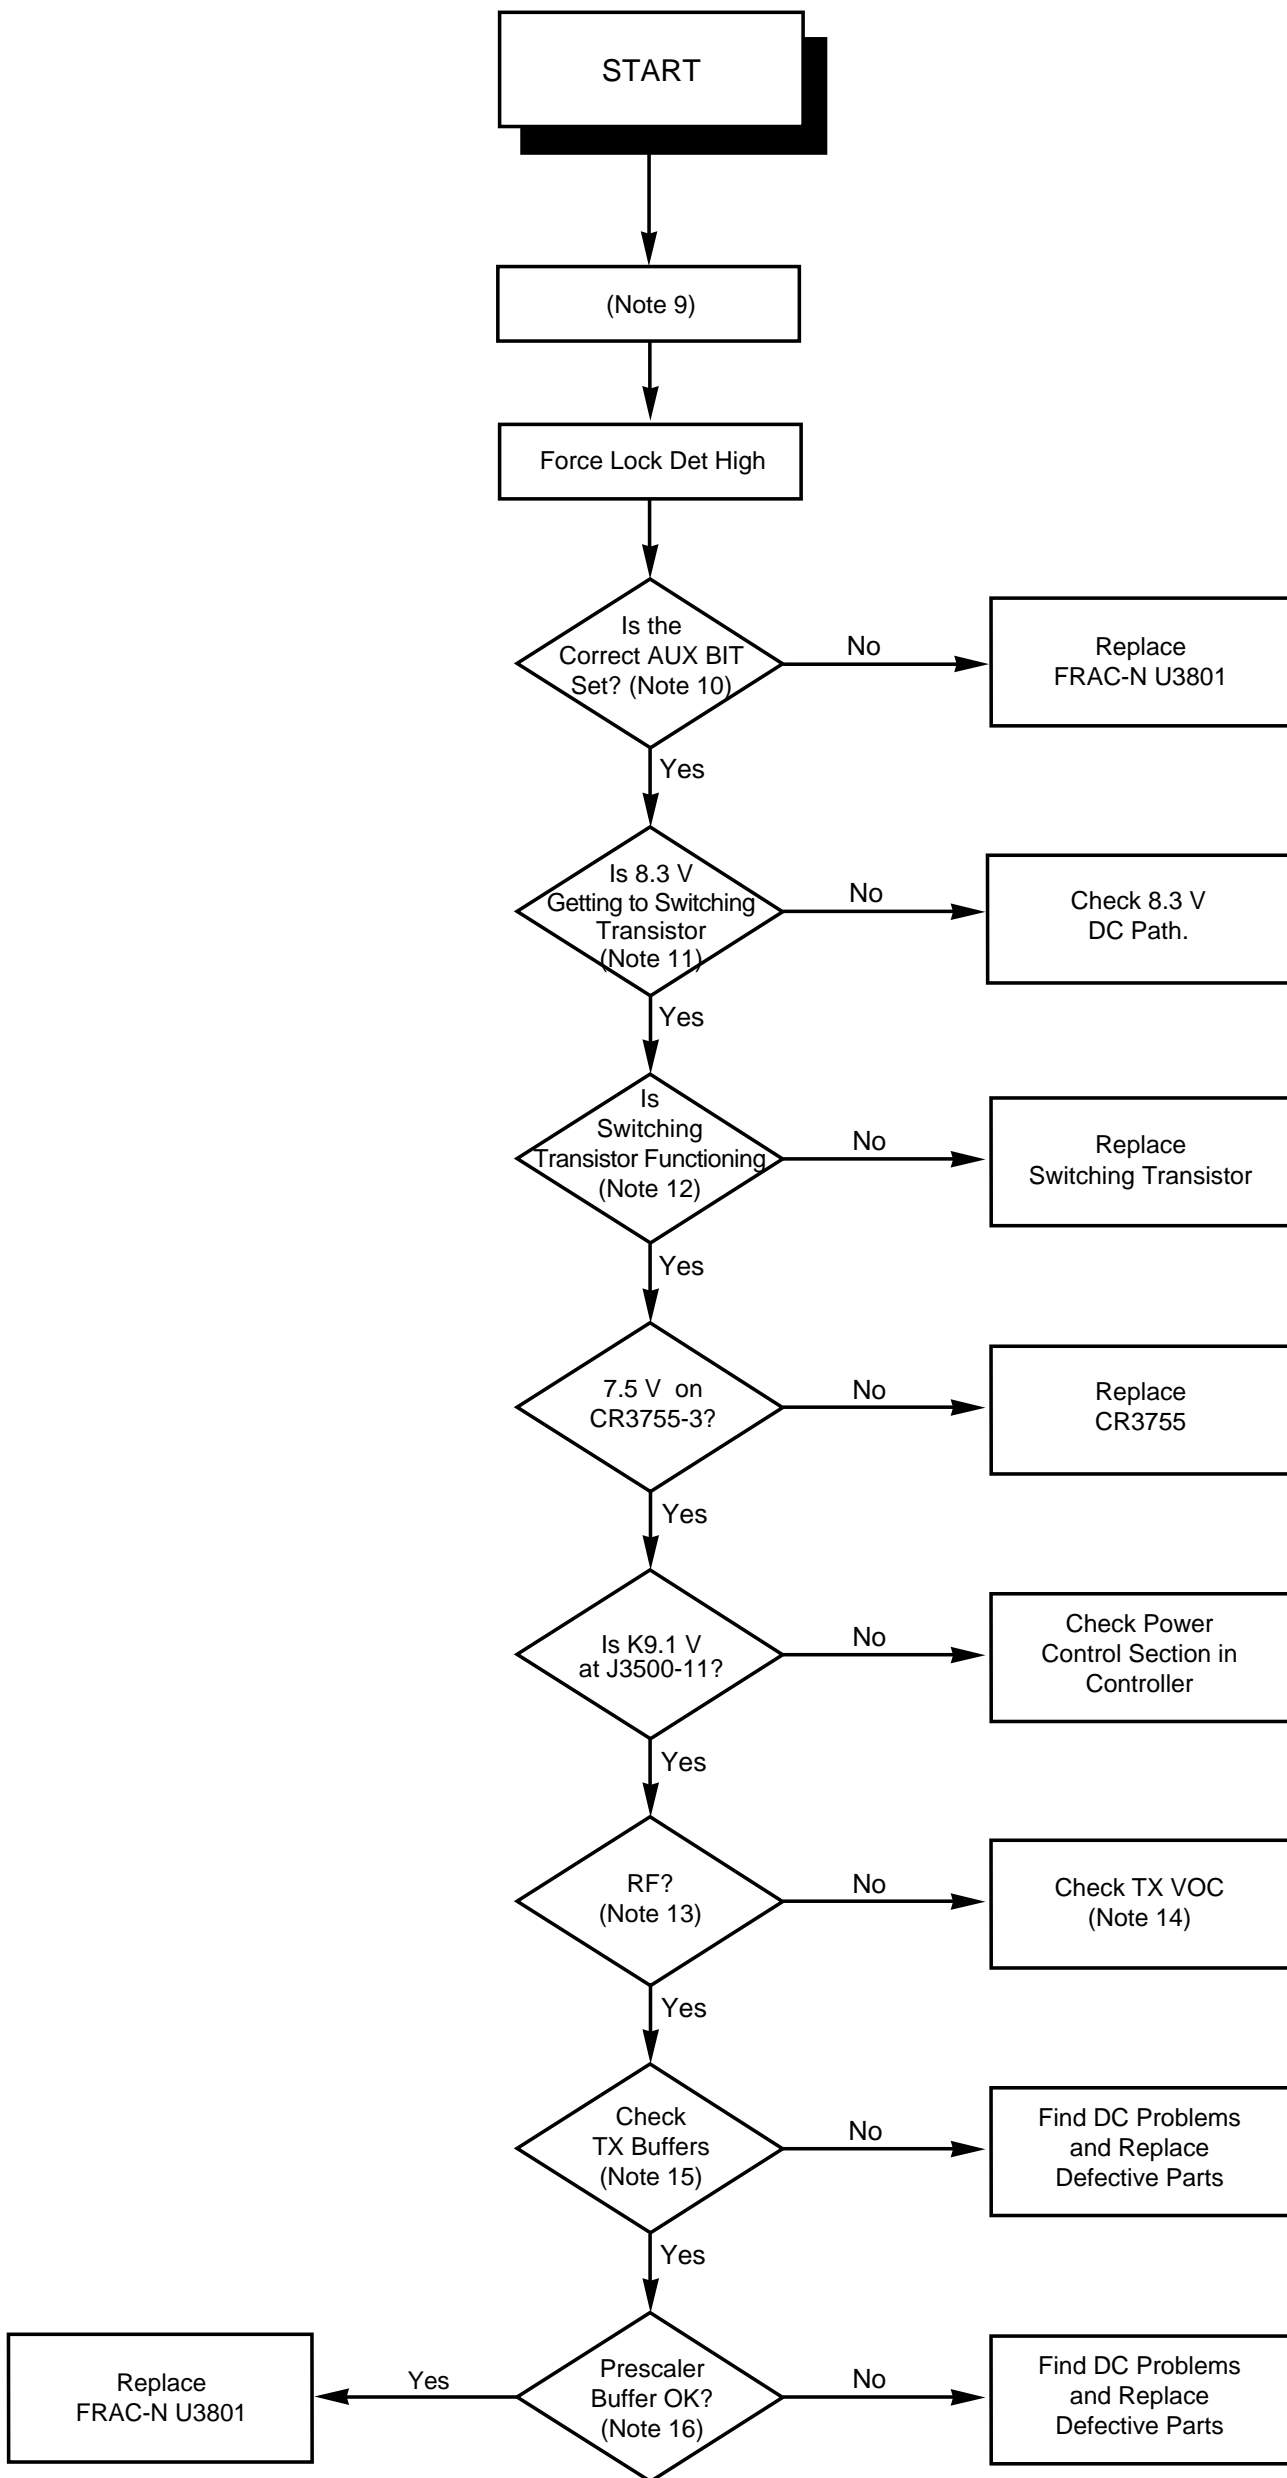 START
(Note 9)
Force Lock Det High
Is the
Correct AUX BIT
Set? (Note 10)
No
Replace
FRAC-N U3801
Yes
Is 8.3 V
Getting to Switching
Transistor
(Note 11)
No
Check 8.3 V
DC Path.
Yes
Is
Switching
Transistor Functioning
(Note 12)
No
Replace
Switching Transistor
Yes
7.5 V on
CR3755-3?
No
Replace
CR3755
Yes
Is K9.1 V
at J3500-11?
No
Check Power
Control Section in
Controller
Yes
RF?
(Note 13)
No
Check TX VOC
(Note 14)
Yes
Check
TX Buffers
(Note 15)
No
Find DC Problems
and Replace
Defective Parts
Yes
Prescaler
Buffer OK?
(Note 16)
Yes
Replace
FRAC-N U3801
No
Find DC Problems
and Replace
Defective Parts